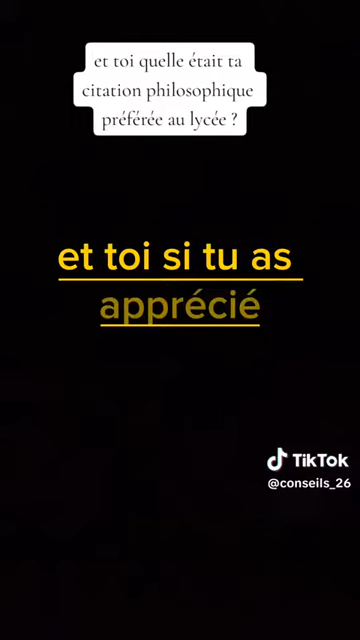 et toi quelle était ta
citation philosophique
préférée au lycée ?
et toi si tu as
apprécié
TikTok
@conseils_26